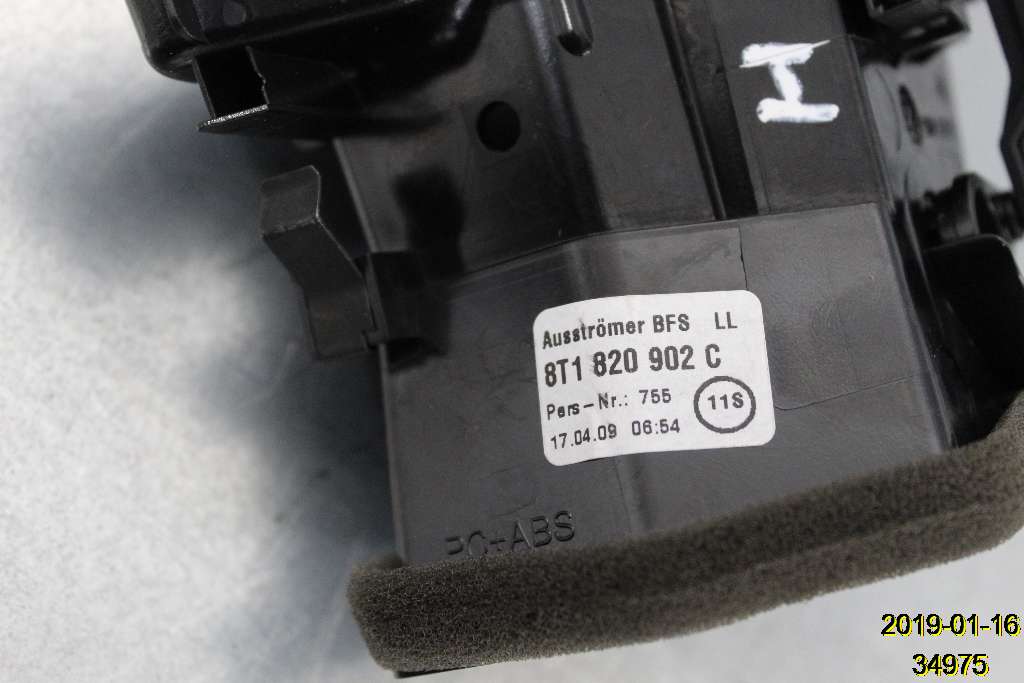 H
Ausströmer BFS LL
8T1 820 902 C
Pers-Nr.: 755
11S
17.04.09 06:54
PC+ABS
2019-01-16
34975